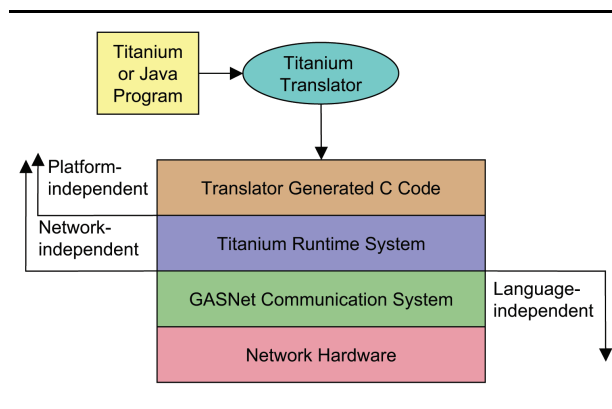 Titanium
or Java
Program
Titanium
Translator
Platform-
independent
Translator Generated C Code
Network-
independent
Titanium Runtime System
GASNet Communication System
Language-
independent
Network Hardware